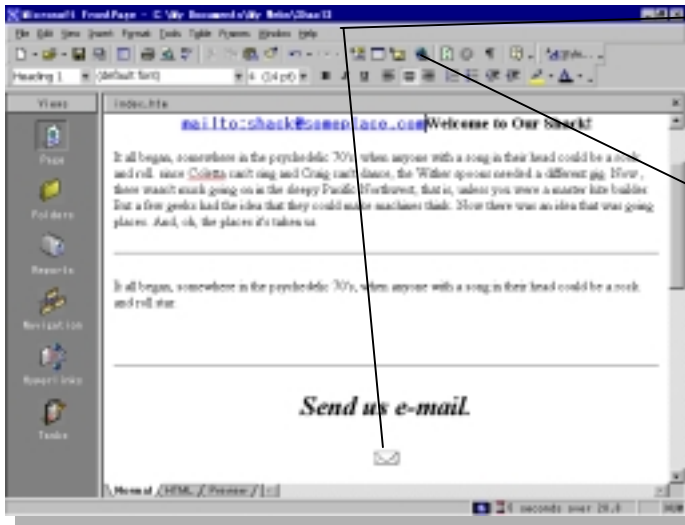 Microsoft FrontPage - C:\My Documents\My Webs\Shack
File Edit View Insert Format Tools Table Frames Window Help
Heading 1 (default font) 4 (14 pt) B I U A
Views index.htm
mailto:shack@someplace.comWelcome to Our Shack!
Page
It all began, somewhere in the psychedelic 70's, when anyone with a song in their head could be a rock
and roll. since Coletta can't sing and Craig can't dance, the Witherspoons needed a different gig. Now,
there wasn't much going on in the sleepy Pacific Northwest, that is, unless you were a master kite builder.
But a few geeks had the idea that they could make machines think. Now there was an idea that was going
places. And, oh, the places it's taken us.
Folders
Reports
It all began, somewhere in the psychedelic 70's, when anyone with a song in their head could be a rock
and roll star.
Navigation
Hyperlinks
Send us e-mail.
Tasks
Normal HTML Preview
seconds over 28.8 NUM